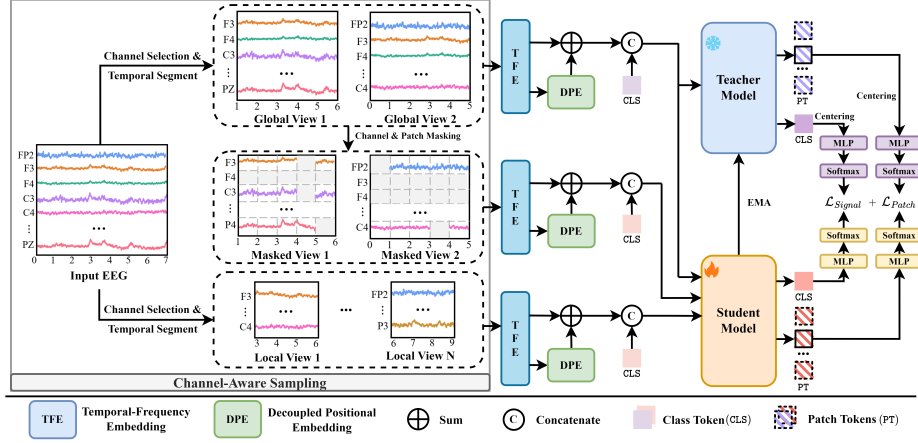 Channel Selection &
Temporal Segment
FP2
F3
F4
C3
C4
⋮
PZ
...
0 1 2 3 4 5 6 7
Input EEG
Channel Selection &
Temporal Segment
F3
F4
C3
⋮
PZ
...
1 2 3 4 5 6
Global View 1
FP2
F3
F4
⋮
C4
...
1 2 3 4 5
Global View 2
Channel & Patch Masking
F3
F4
C3
⋮
P4
...
1 2 3 4 5 6
Masked View 1
FP2
F3
F4
⋮
C4
...
1 2 3 4 5
Masked View 2
F3
⋮
C4
...
3 4 5 6
Local View 1
...
FP2
⋮
P3
...
6 7 8 9
Local View N
Channel-Aware Sampling
TFE
DPE
C
CLS
TFE
DPE
C
CLS
TFE
DPE
C
CLS
Teacher
Model
EMA
Student
Model
...
PT
CLS
Centering
Centering
MLP
MLP
Softmax
Softmax
ℒSignal + ℒPatch
Softmax
Softmax
MLP
MLP
CLS
...
PT
TFE
Temporal-Frequency
Embedding
DPE
Decoupled Positional
Embedding
Sum
C
Concatenate
Class Token(CLS)
Patch Tokens (PT)